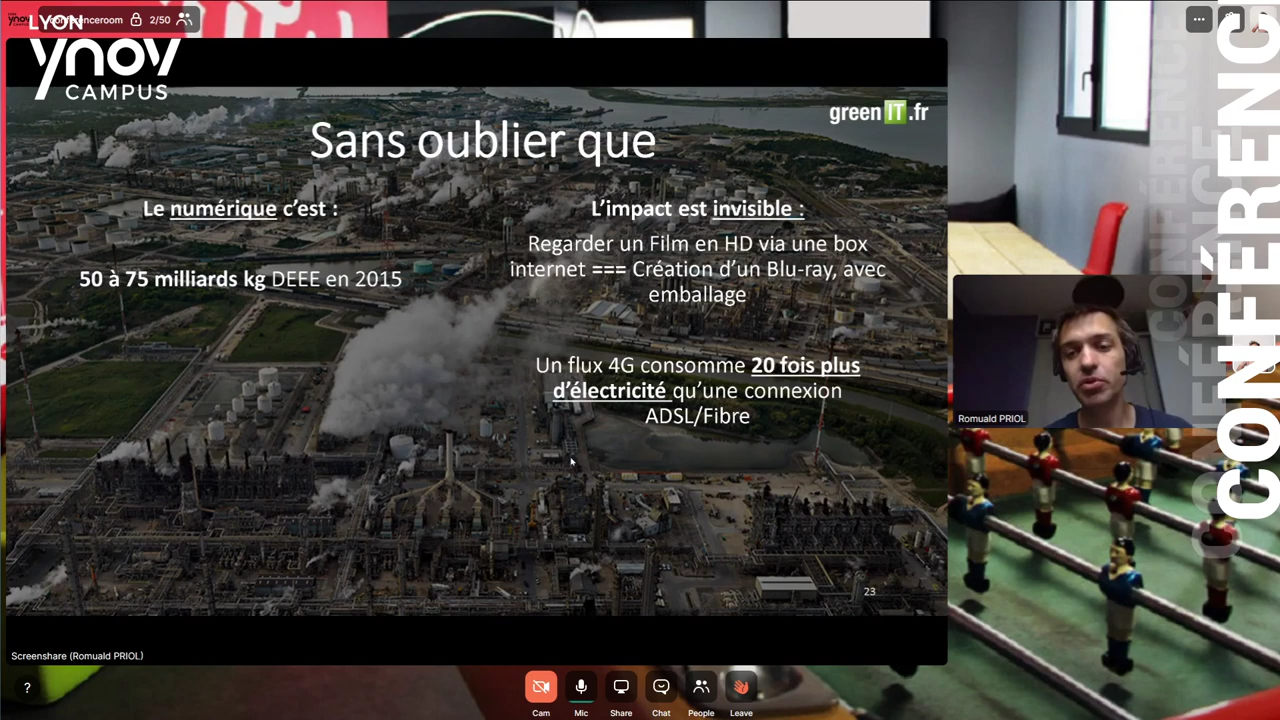 LYON
conferenceroom
2/50
ynov
CAMPUS
greenIT.fr
Sans oublier que
Le numérique c'est :
50 à 75 milliards kg DEEE en 2015
L'impact est invisible :
Regarder un Film en HD via une box
internet === Création d'un Blu-ray, avec
emballage
Un flux 4G consomme 20 fois plus
d'électricité qu'une connexion
ADSL/Fibre
23
Screenshare (Romuald PRIOL)
Romuald PRIOL
CONFÉRENC
CONFÉRENCE
CONFÉRENCE
?
Cam
Mic
Share
Chat
People
Leave